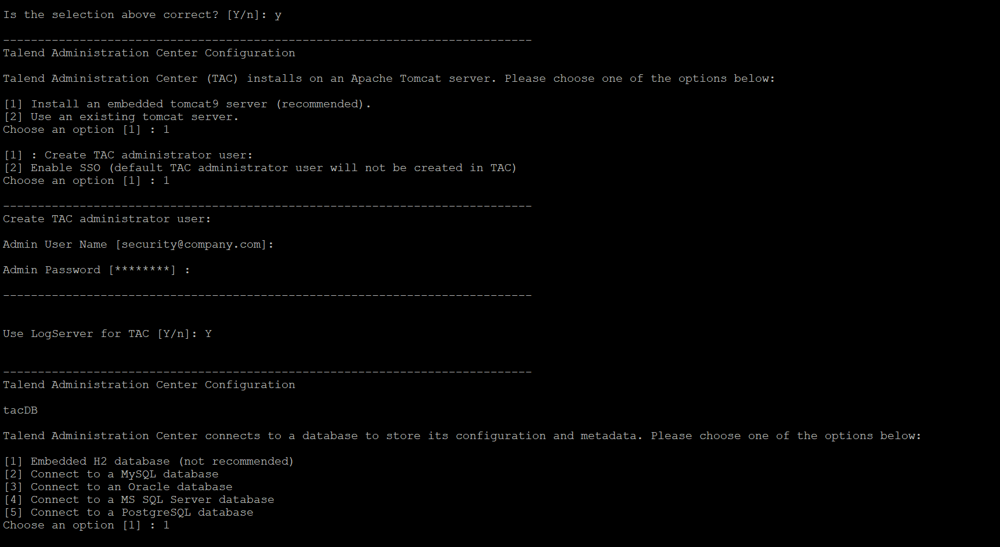 Is the selection above correct? [Y/n]: y
----------------------------------------------------------------------------
Talend Administration Center Configuration
Talend Administration Center (TAC) installs on an Apache Tomcat server. Please choose one of the options below:
[1] Install an embedded tomcat9 server (recommended).
[2] Use an existing tomcat server.
Choose an option [1] : 1
[1] : Create TAC administrator user:
[2] Enable SSO (default TAC administrator user will not be created in TAC)
Choose an option [1] : 1
----------------------------------------------------------------------------
Create TAC administrator user:
Admin User Name [security@company.com]:
Admin Password [********] :
----------------------------------------------------------------------------
Use LogServer for TAC [Y/n]: Y
----------------------------------------------------------------------------
Talend Administration Center Configuration
tacDB
Talend Administration Center connects to a database to store its configuration and metadata. Please choose one of the options below:
[1] Embedded H2 database (not recommended)
[2] Connect to a MySQL database
[3] Connect to an Oracle database
[4] Connect to a MS SQL Server database
[5] Connect to a PostgreSQL database
Choose an option [1] : 1